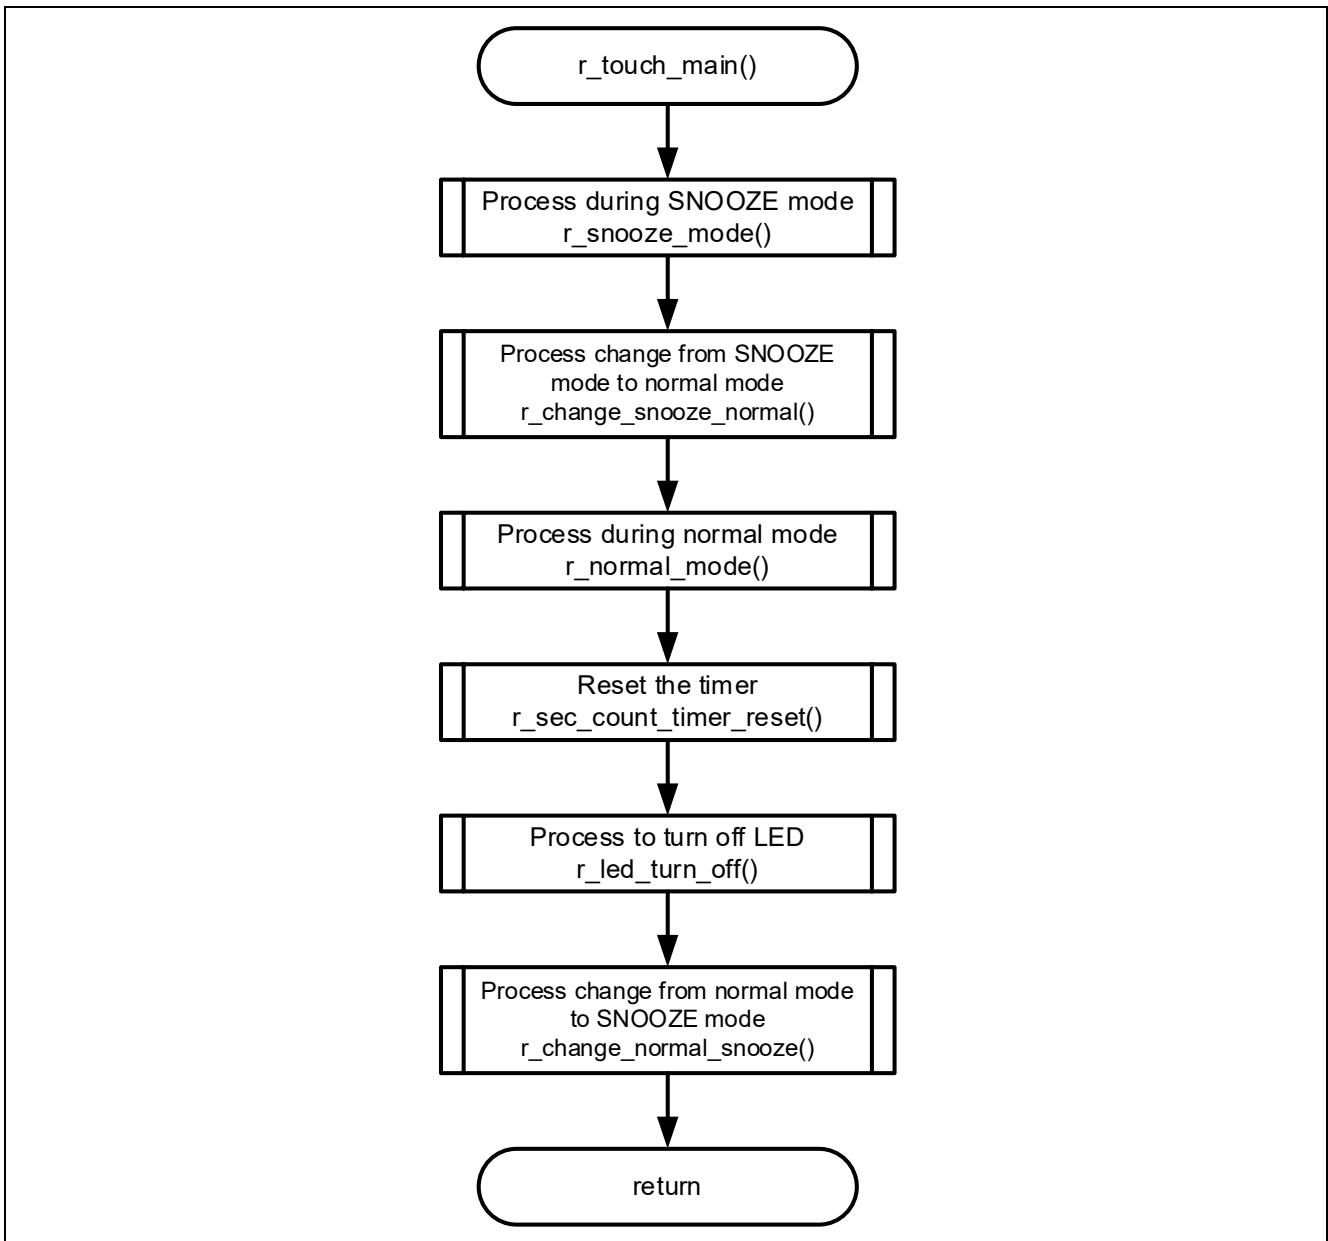 r_touch_main()
Process during SNOOZE mode
r_snooze_mode()
Process change from SNOOZE
mode to normal mode
r_change_snooze_normal()
Process during normal mode
r_normal_mode()
Reset the timer
r_sec_count_timer_reset()
Process to turn off LED
r_led_turn_off()
Process change from normal mode
to SNOOZE mode
r_change_normal_snooze()
return